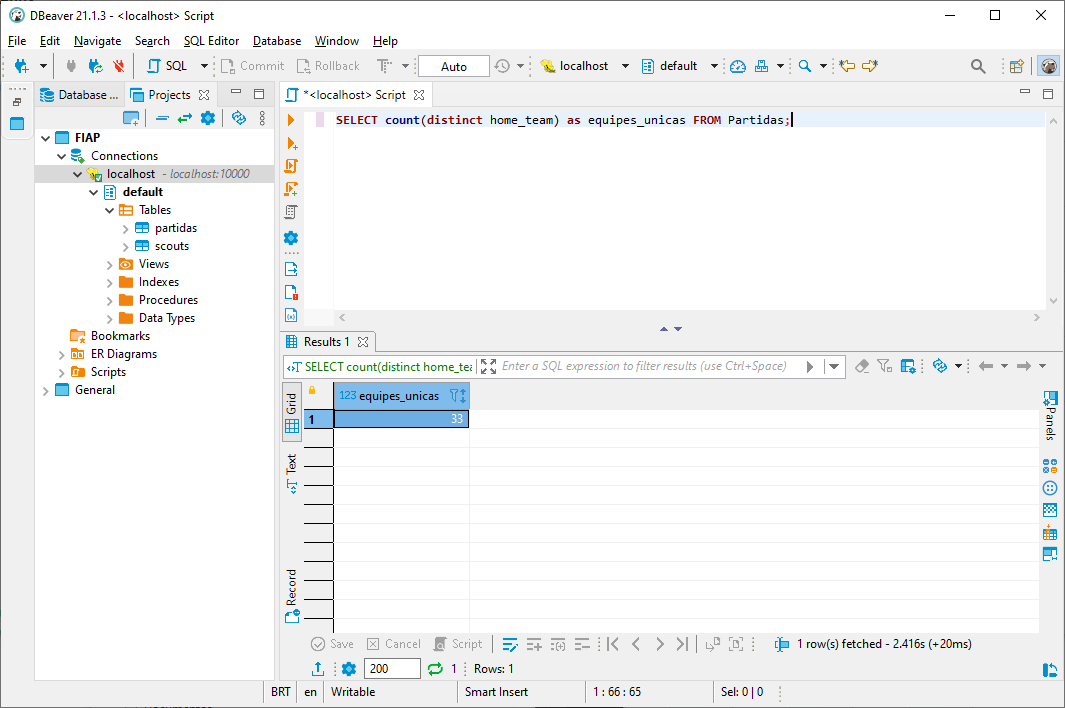 DBeaver 21.1.3 - <localhost> Script
File Edit Navigate Search SQL Editor Database Window Help
SQL Commit Rollback Auto localhost default
Database ... Projects
*<localhost> Script
FIAP
Connections
localhost - localhost:10000
default
Tables
partidas
scouts
Views
Indexes
Procedures
Data Types
Bookmarks
ER Diagrams
Scripts
General
SELECT count(distinct home_team) as equipes_unicas FROM Partidas;
Results 1
SELECT count(distinct home_tea
Enter a SQL expression to filter results (use Ctrl+Space)
Grid
Text
Record
123 equipes_unicas
1 33
Panels
Save Cancel Script
1 row(s) fetched - 2.416s (+20ms)
200 1 Rows: 1
BRT en Writable Smart Insert 1 : 66 : 65 Sel: 0 | 0